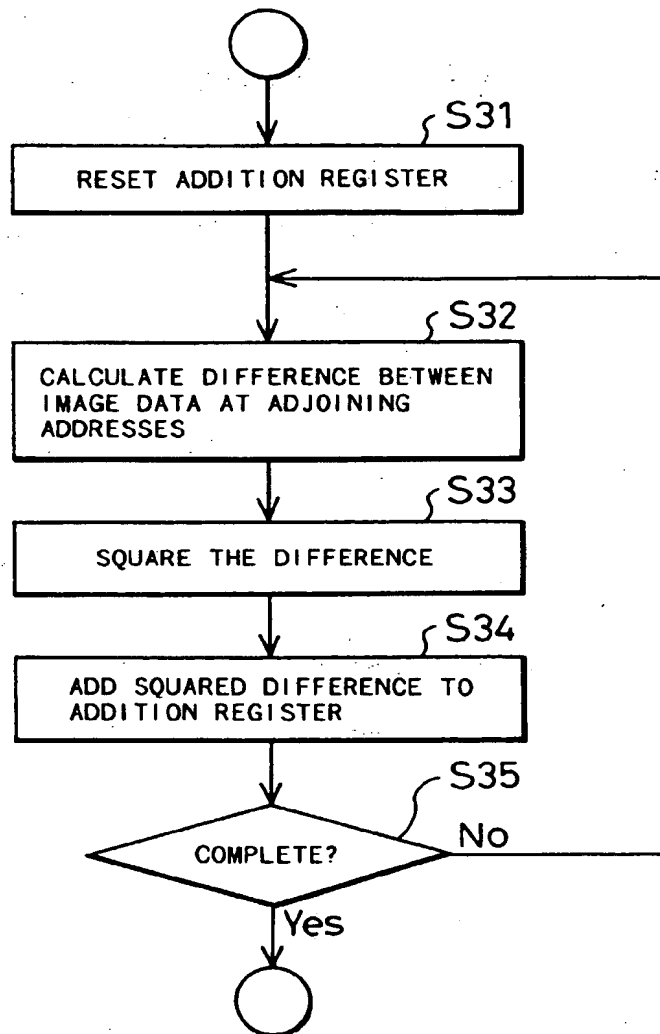 S31
RESET ADDITION REGISTER
S32
CALCULATE DIFFERENCE BETWEEN
IMAGE DATA AT ADJOINING
ADDRESSES
S33
SQUARE THE DIFFERENCE
S34
ADD SQUARED DIFFERENCE TO
ADDITION REGISTER
S35
COMPLETE?
No
Yes